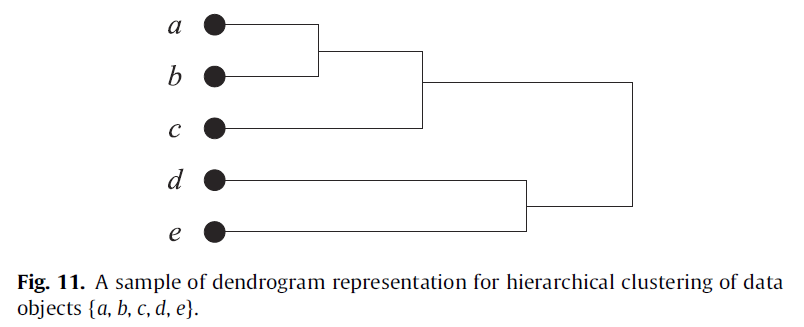 a
b
c
d
e
Fig. 11. A sample of dendrogram representation for hierarchical clustering of data
objects {a, b, c, d, e}.